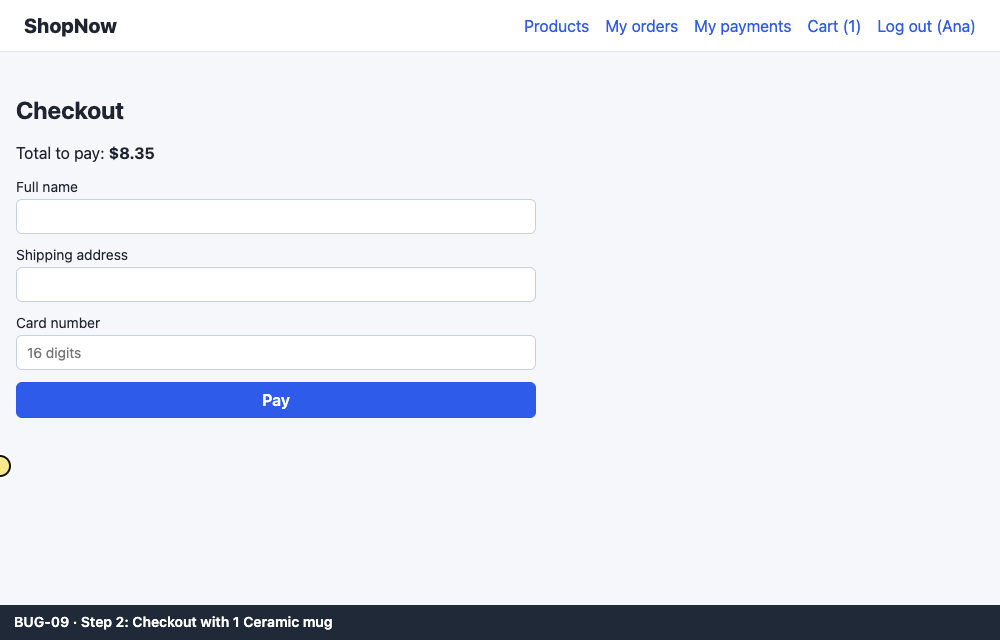 ShopNow
Products My orders My payments Cart (1) Log out (Ana)
Checkout
Total to pay: $8.35
Full name
Shipping address
Card number
16 digits
Pay
BUG-09 · Step 2: Checkout with 1 Ceramic mug